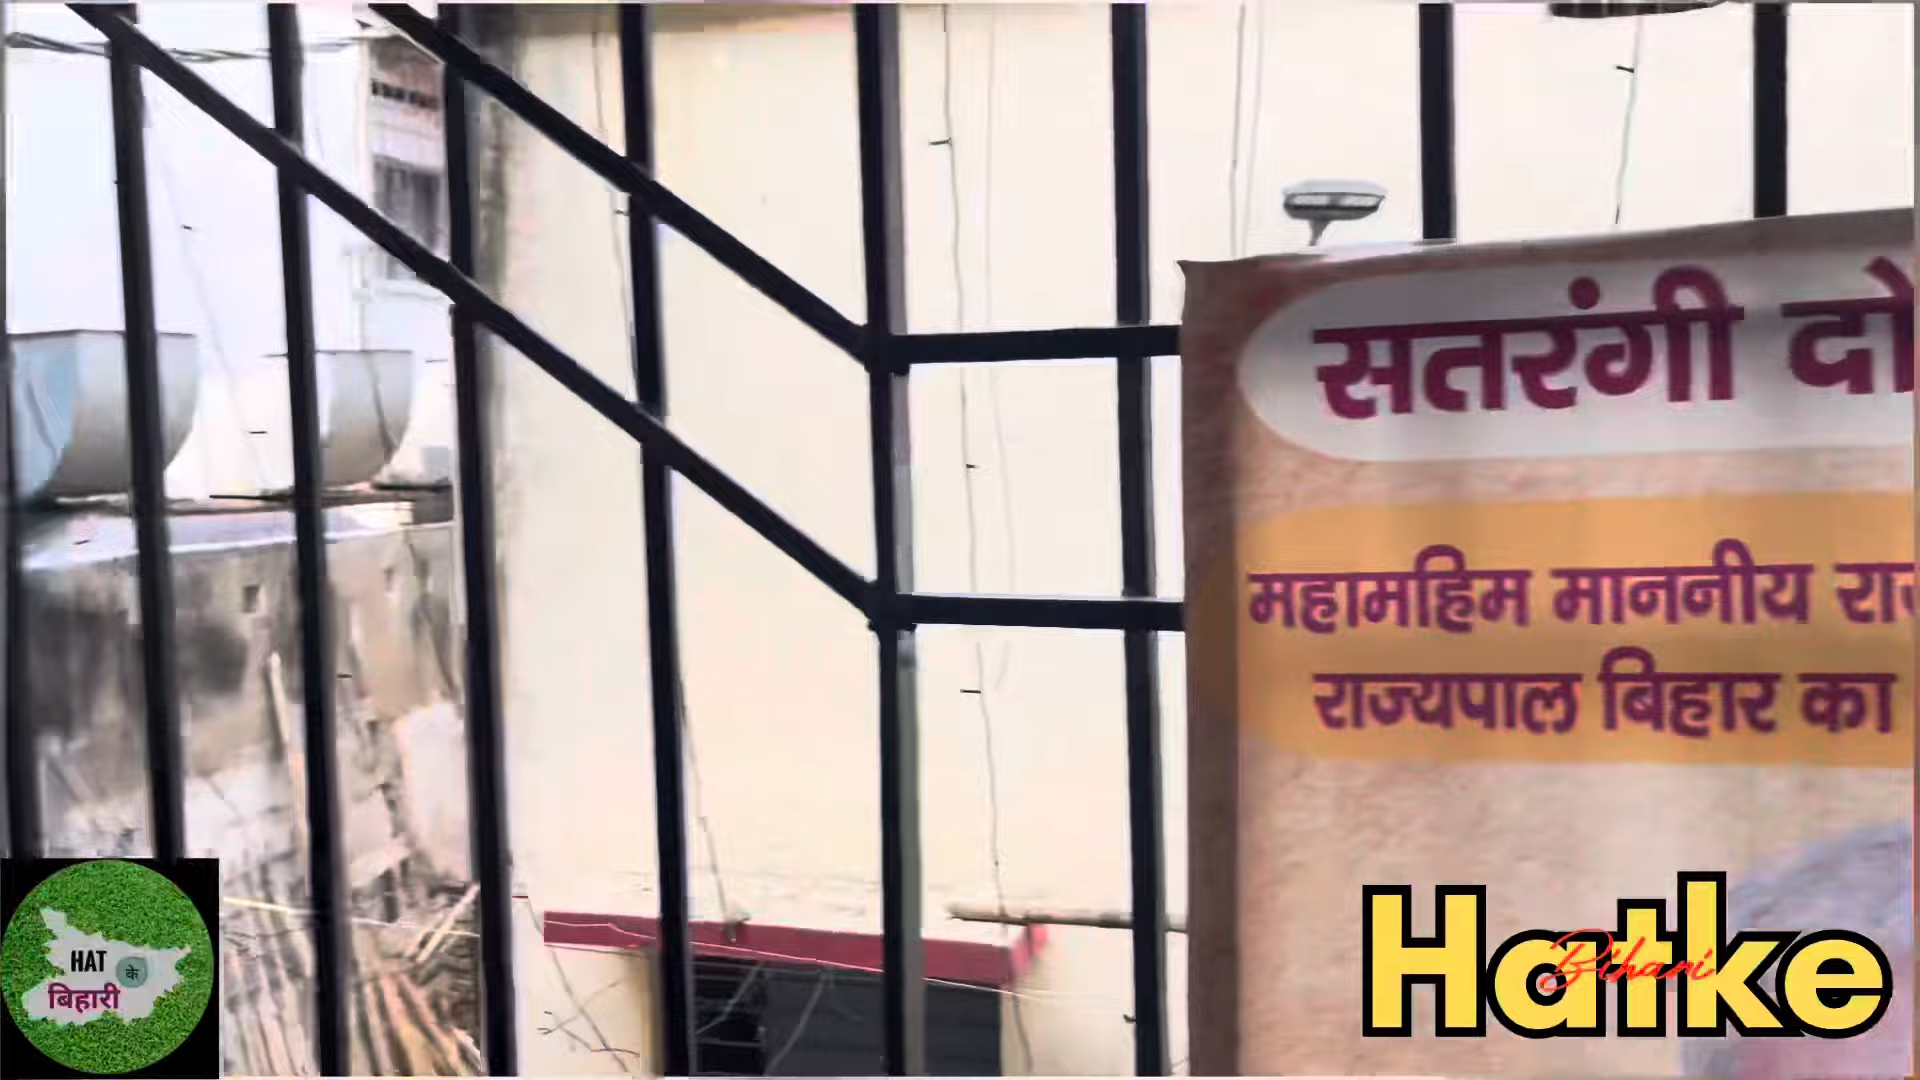 सतरंगी
महामहिम माननीय
राज्यपाल बिहार का
HAT
के
बिहारी
Hatke
Bihari